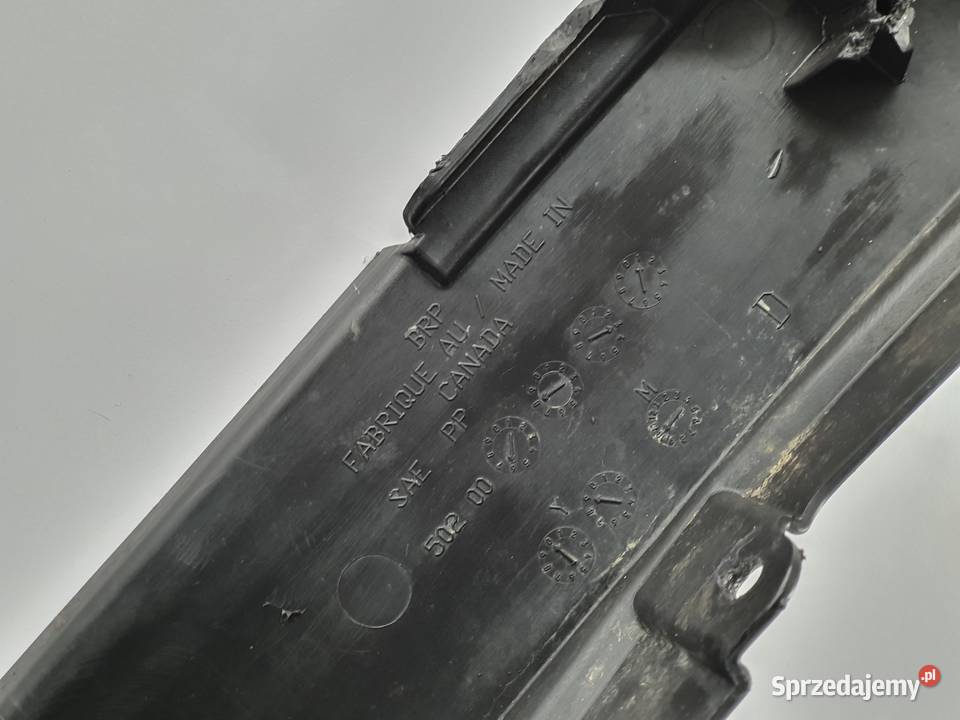 BRP
FABRIQUE AU / MADE IN
CANADA
SAE PP
502 00
Y
M
D
Sprzedajemy.pl